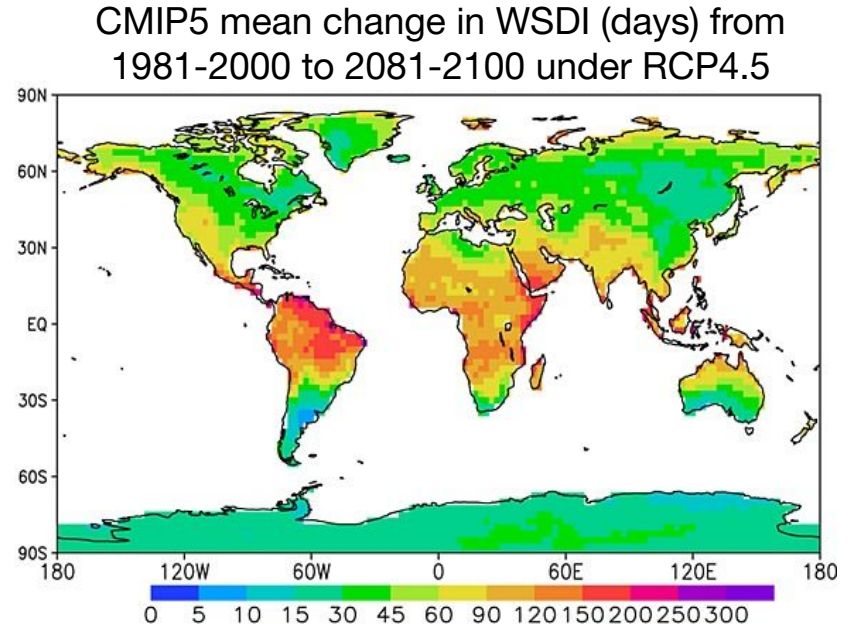 CMIP5 mean change in WSDI (days) from
1981-2000 to 2081-2100 under RCP4.5
90N
60N
30N
EQ
30S
60S
90S
180 120W 60W 0 60E 120E 180
0 5 10 15 30 45 60 90 120 150 200 250 300